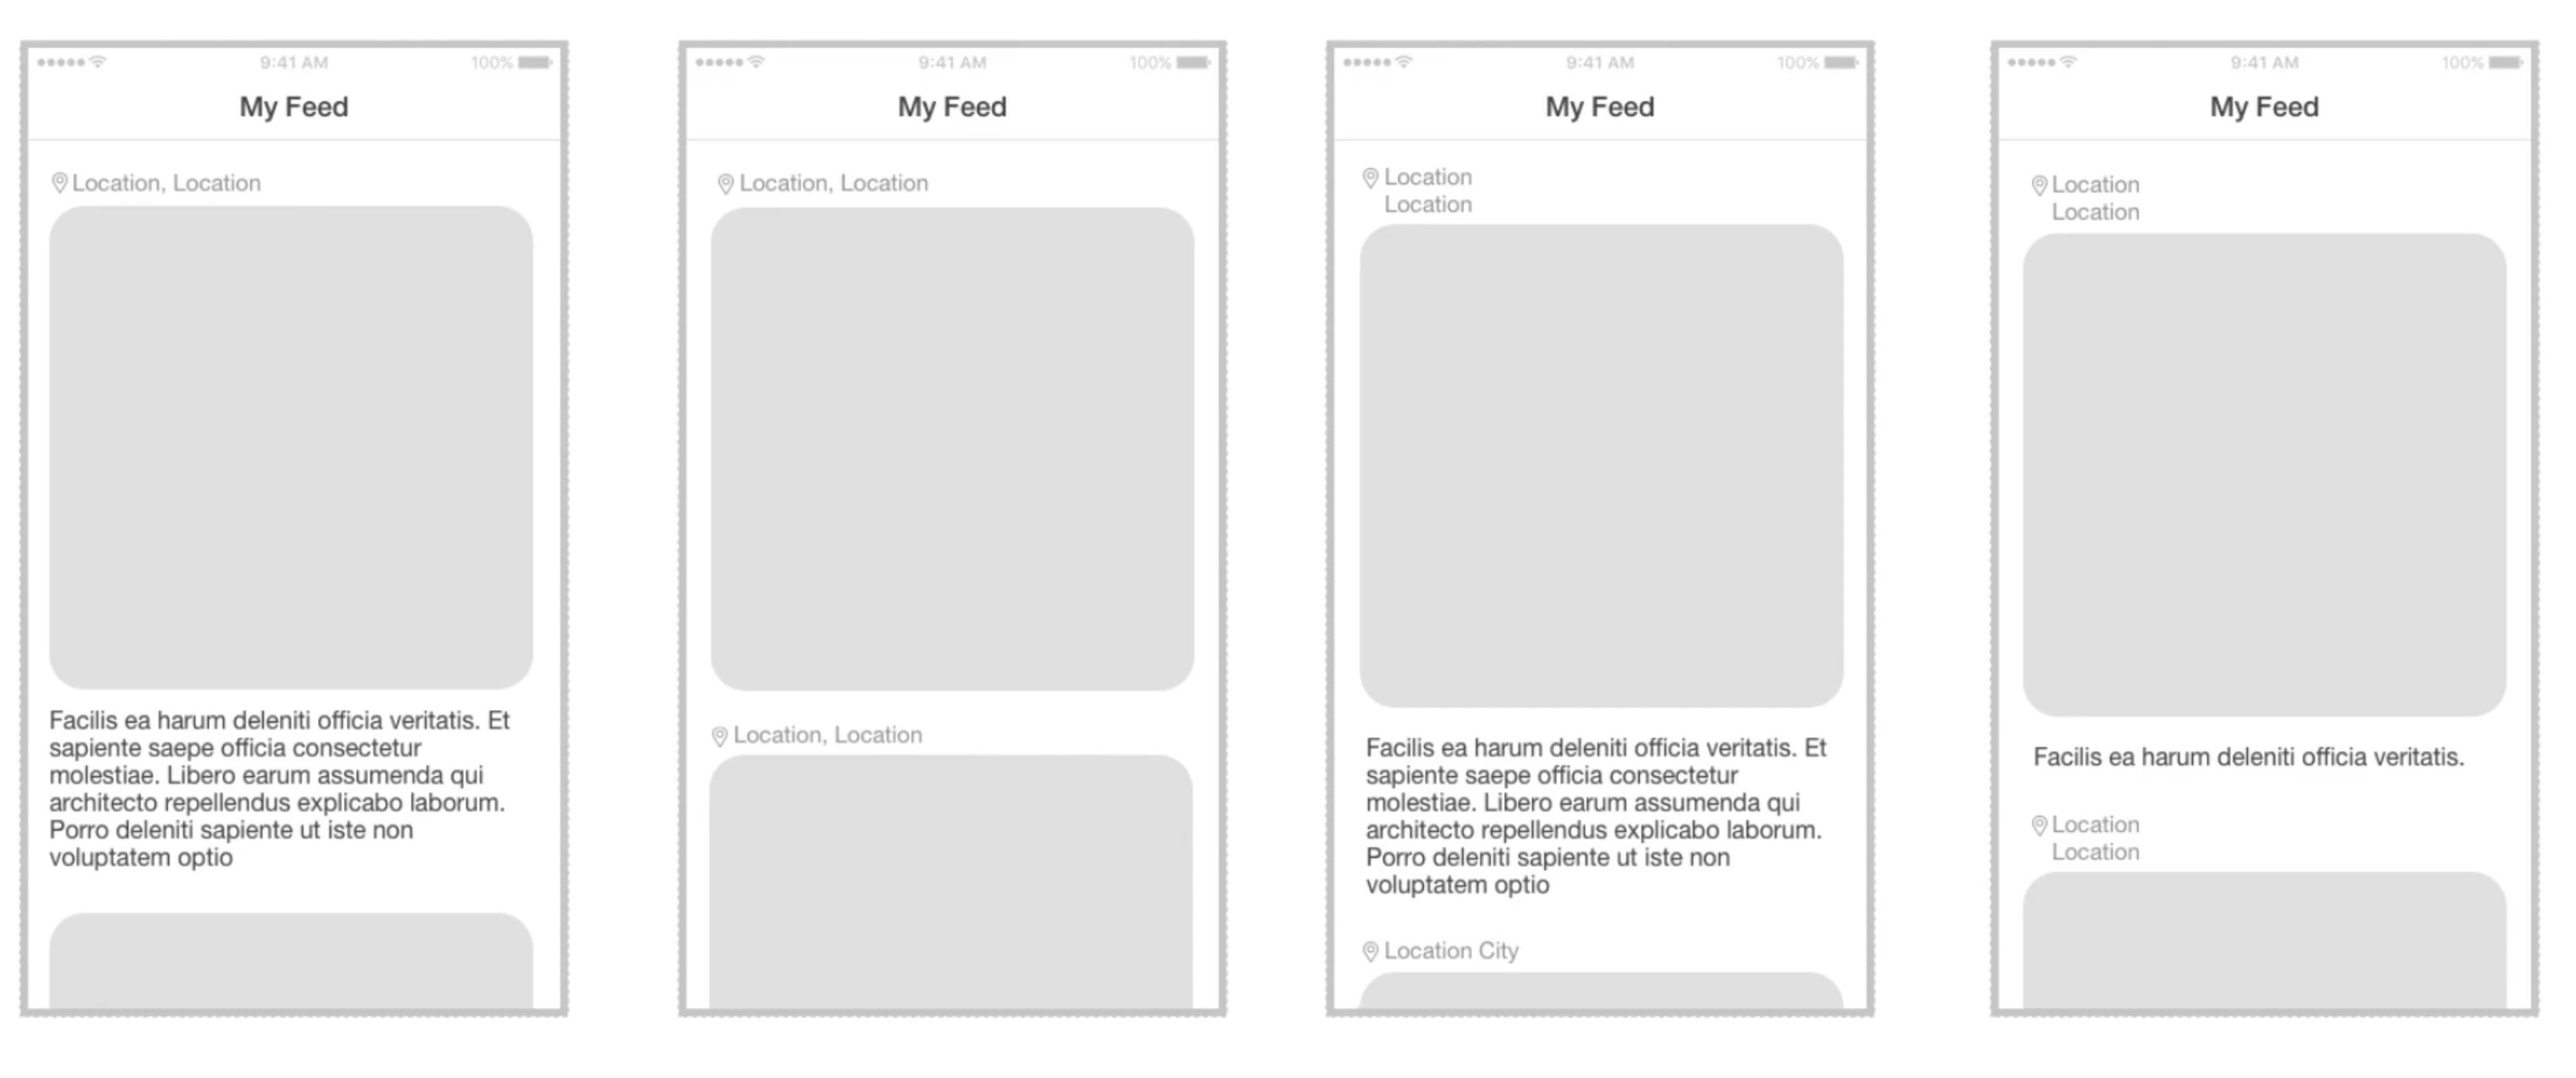 9:41 AM
100%
My Feed
Location, Location
Facilis ea harum deleniti officia veritatis. Et
sapiente saepe officia consectetur
molestiae. Libero earum assumenda qui
architecto repellendus explicabo laborum.
Porro deleniti sapiente ut iste non
voluptatem optio
9:41 AM
100%
My Feed
Location, Location
Location, Location
9:41 AM
100%
My Feed
Location
Location
Facilis ea harum deleniti officia veritatis. Et
sapiente saepe officia consectetur
molestiae. Libero earum assumenda qui
architecto repellendus explicabo laborum.
Porro deleniti sapiente ut iste non
voluptatem optio
Location City
9:41 AM
100%
My Feed
Location
Location
Facilis ea harum deleniti officia veritatis.
Location
Location